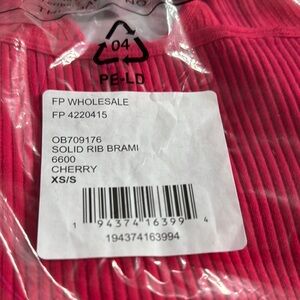 04
PE-LD
FP WHOLESALE
FP 4220415
OB709176
SOLID RIB BRAMI
6600
CHERRY
XS/S
1 94374 16399 4
194374163994